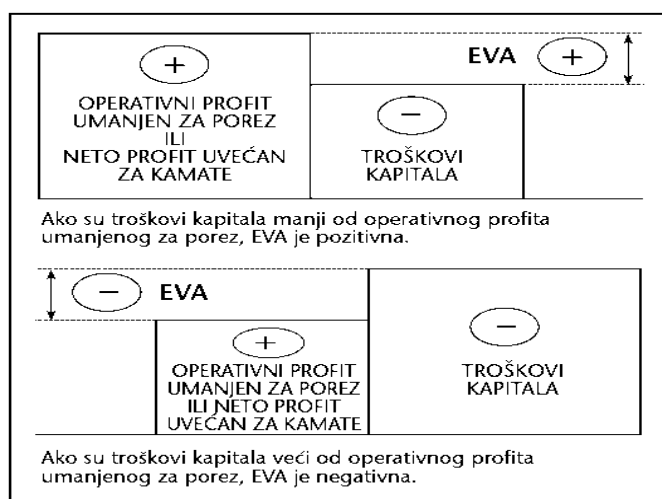 EVA +
+
OPERATIVNI PROFIT
UMANJEN ZA POREZ
ILI
NETO PROFIT UVEĆAN
ZA KAMATE
−
TROŠKOVI
KAPITALA
Ako su troškovi kapitala manji od operativnog profita
umanjenog za porez, EVA je pozitivna.
− EVA
+
OPERATIVNI PROFIT
UMANJEN ZA POREZ
ILI NETO PROFIT
UVEĆAN ZA KAMATE
−
TROŠKOVI
KAPITALA
Ako su troškovi kapitala veći od operativnog profita
umanjenog za porez, EVA je negativna.